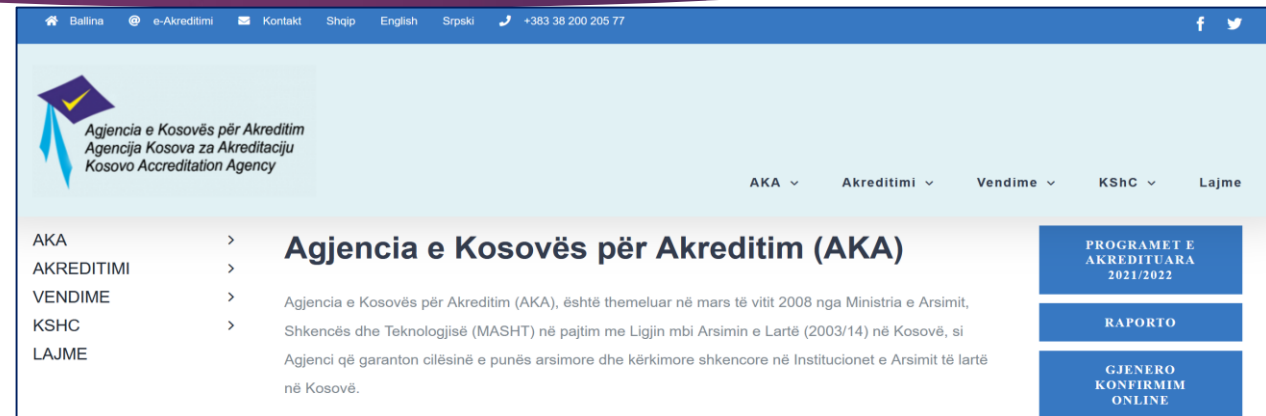 Ballina e-Akreditimi Kontakt Shqip English Srpski +383 38 200 205 77
Agjencia e Kosovës për Akreditim
Agencija Kosova za Akreditaciju
Kosovo Accreditation Agency
AKA Akreditimi Vendime KShC Lajme
AKA
AKREDITIMI
VENDIME
KSHC
LAJME
Agjencia e Kosovës për Akreditim (AKA)
Agjencia e Kosovës për Akreditim (AKA), është themeluar në mars të vitit 2008 nga Ministria e Arsimit,
Shkencës dhe Teknologjisë (MASHT) në pajtim me Ligjin mbi Arsimin e Lartë (2003/14) në Kosovë, si
Agjenci që garanton cilësinë e punës arsimore dhe kërkimore shkencore në Institucionet e Arsimit të lartë
në Kosovë.
PROGRAMET E
AKREDITUARA
2021/2022
RAPORTO
GJENERO
KONFIRMIM
ONLINE